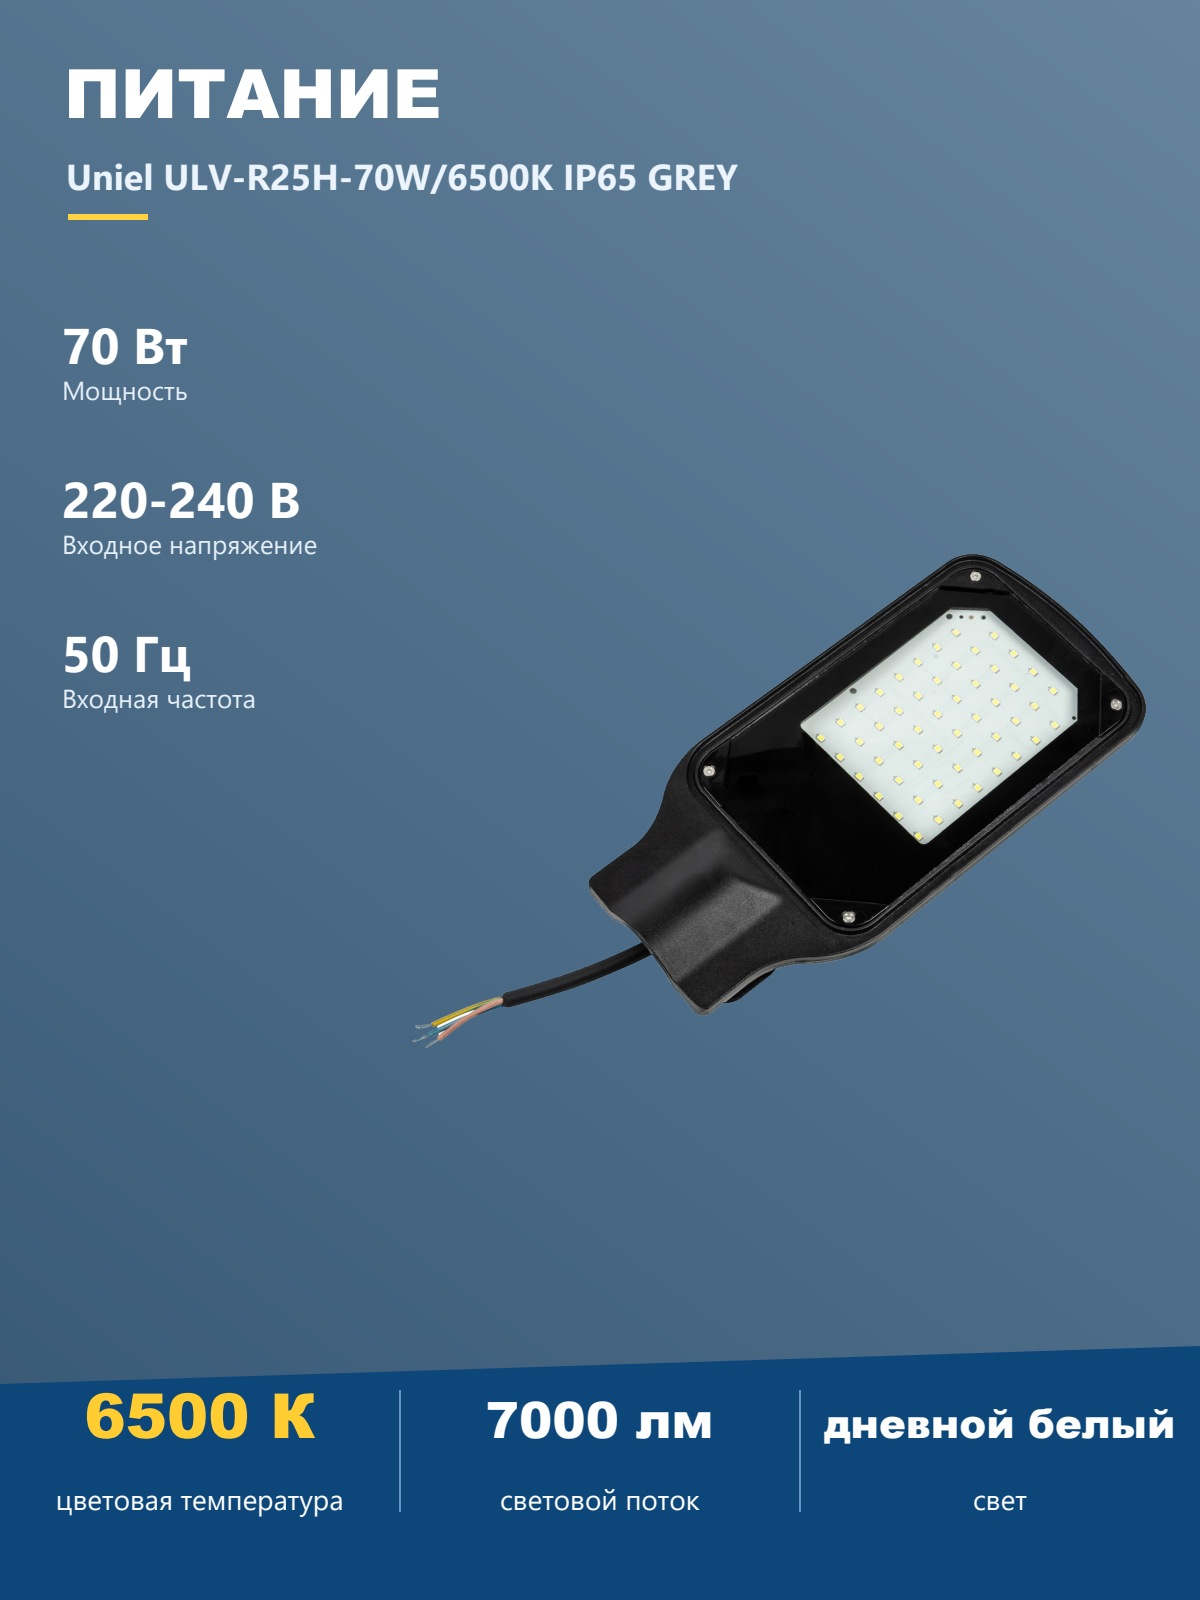 ПИТАНИЕ
Uniel ULV-R25H-70W/6500K IP65 GREY
70 Вт
Мощность
220-240 В
Входное напряжение
50 Гц
Входная частота
6500 К
цветовая температура
7000 лм
световой поток
дневной белый
свет